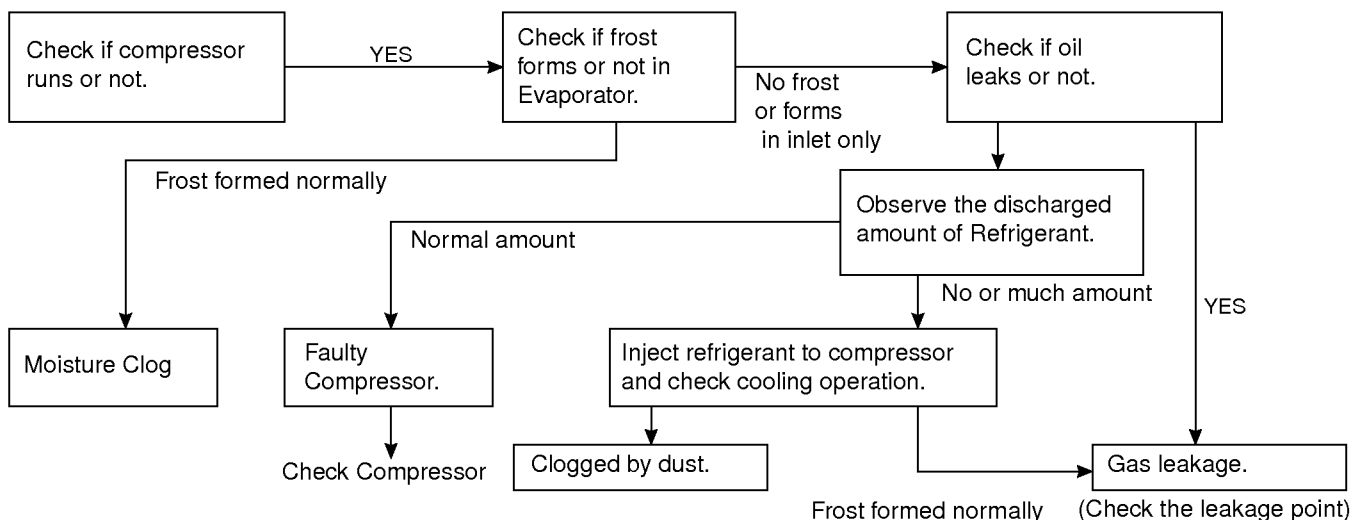 Check if compressor
runs or not.
YES
Check if frost
forms or not in
Evaporator.
No frost
or forms
in inlet only
Check if oil
leaks or not.
Frost formed normally
Observe the discharged
amount of Refrigerant.
Normal amount
No or much amount
YES
Moisture Clog
Faulty
Compressor.
Inject refrigerant to compressor
and check cooling operation.
Check Compressor
Clogged by dust.
Gas leakage.
Frost formed normally
(Check the leakage point)